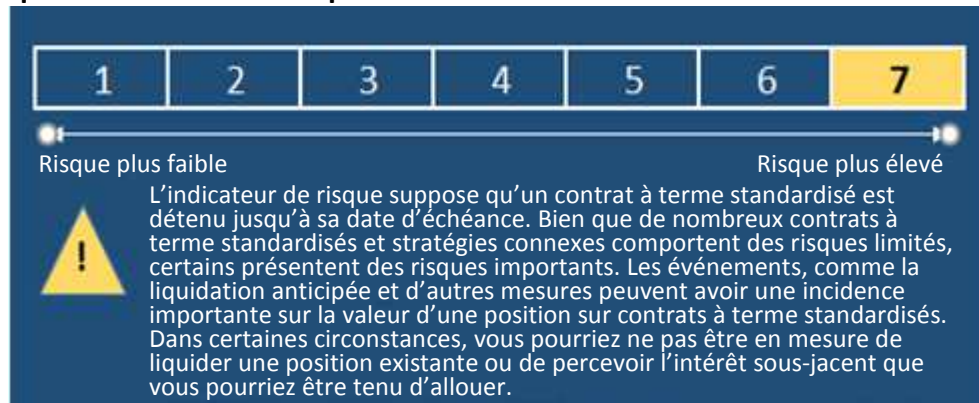 1 2 3 4 5 6 7
Risque plus faible Risque plus élevé
L’indicateur de risque suppose qu’un contrat à terme standardisé est
détenu jusqu’à sa date d’échéance. Bien que de nombreux contrats à
terme standardisés et stratégies connexes comportent des risques limités,
certains présentent des risques importants. Les événements, comme la
liquidation anticipée et d’autres mesures peuvent avoir une incidence
importante sur la valeur d’une position sur contrats à terme standardisés.
Dans certaines circonstances, vous pourriez ne pas être en mesure de
liquider une position existante ou de percevoir l’intérêt sous-jacent que
vous pourriez être tenu d’allouer.
!